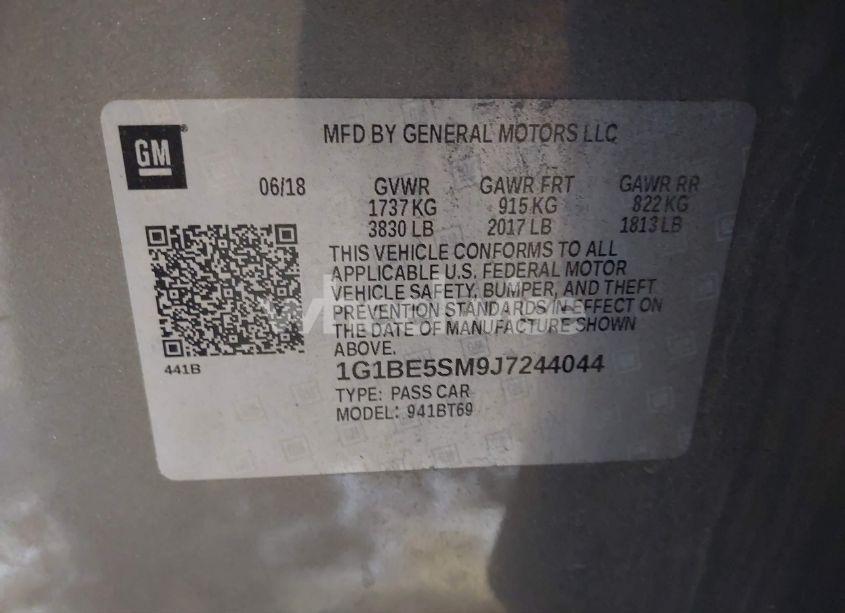 GM
MFD BY GENERAL MOTORS LLC
06/18 GVWR GAWR FRT GAWR RR
1737 KG 915 KG 822 KG
3830 LB 2017 LB 1813 LB
THIS VEHICLE CONFORMS TO ALL
APPLICABLE U.S. FEDERAL MOTOR
VEHICLE SAFETY, BUMPER, AND THEFT
PREVENTION STANDARDS IN EFFECT ON
THE DATE OF MANUFACTURE SHOWN
ABOVE.
441B
1G1BE5SM9J7244044
TYPE: PASS CAR
MODEL: 941BT69